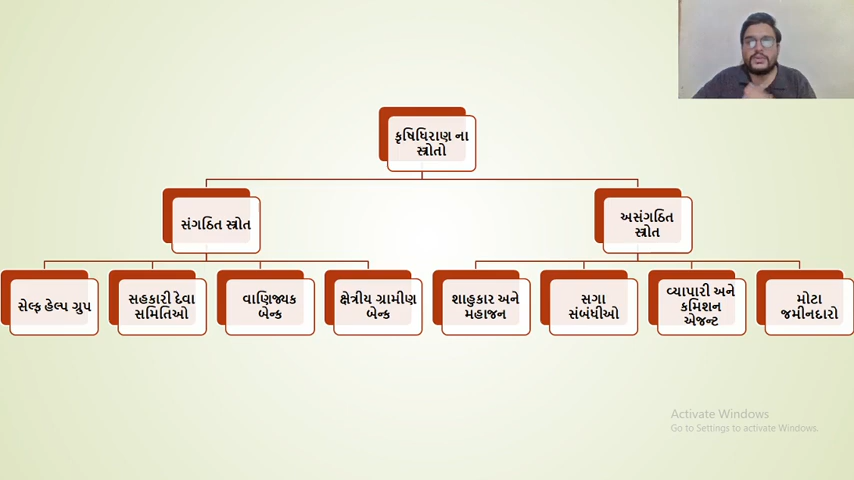 કૃષિધિરાણ ના
સ્ત્રોતો
સંગઠિત સ્ત્રોત
અસંગઠિત
સ્ત્રોત
સેલ્ફ હેલ્પ ગ્રુપ
સહકારી દેવા
સમિતિઓ
વાણિજ્યક
બેન્ક
ક્ષેત્રીય ગ્રામીણ
બેન્ક
શાહુકાર અને
મહાજન
સગા
સંબંધીઓ
વ્યાપારી અને
કમિશન
એજન્ટ
મોટા
જમીનદારો
Activate Windows
Go to Settings to activate Windows.